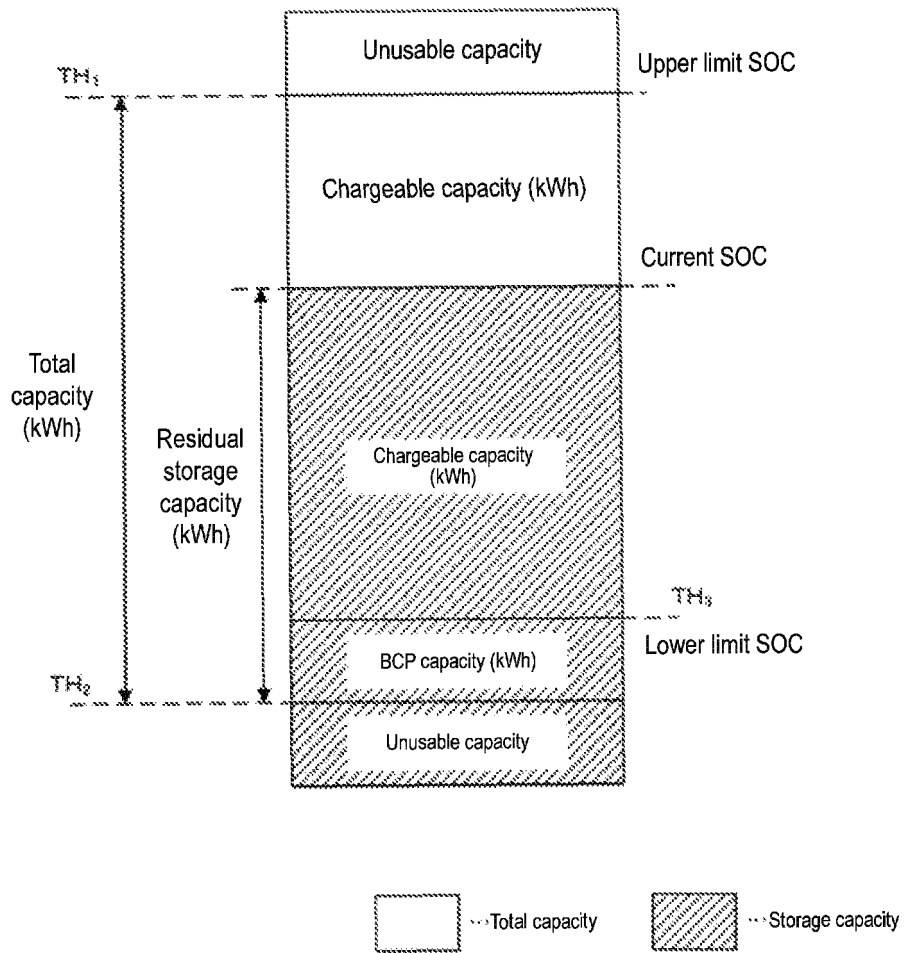 Unusable capacity
Upper limit SOC
TH₁
Chargeable capacity (kWh)
Current SOC
Total
capacity
(kWh)
Residual
storage
capacity
(kWh)
Chargeable capacity
(kWh)
TH₃
Lower limit SOC
BCP capacity (kWh)
TH₂
Unusable capacity
Total capacity
Storage capacity